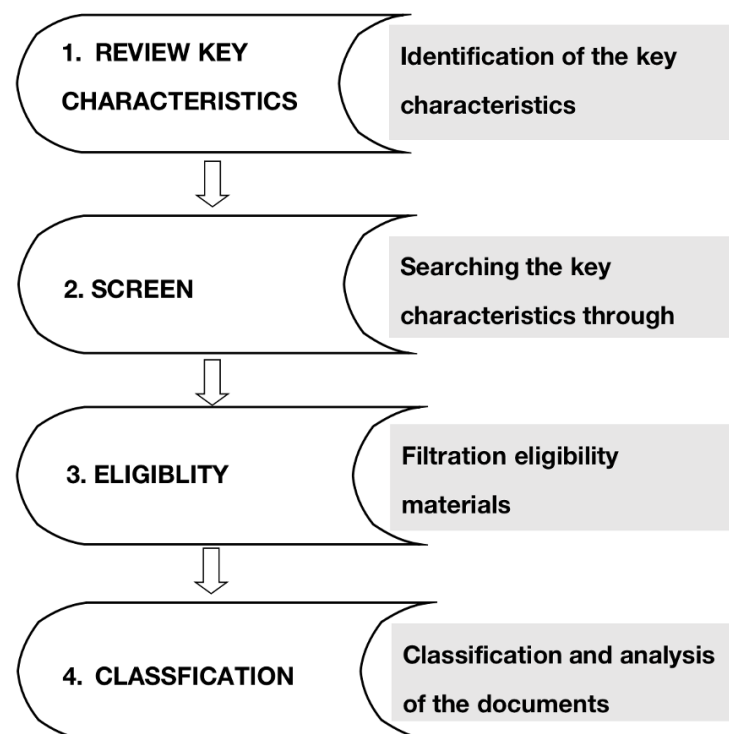 1. REVIEW KEY
CHARACTERISTICS
Identification of the key
characteristics
2. SCREEN
Searching the key
characteristics through
3. ELIGIBLITY
Filtration eligibility
materials
4. CLASSFICATION
Classification and analysis
of the documents